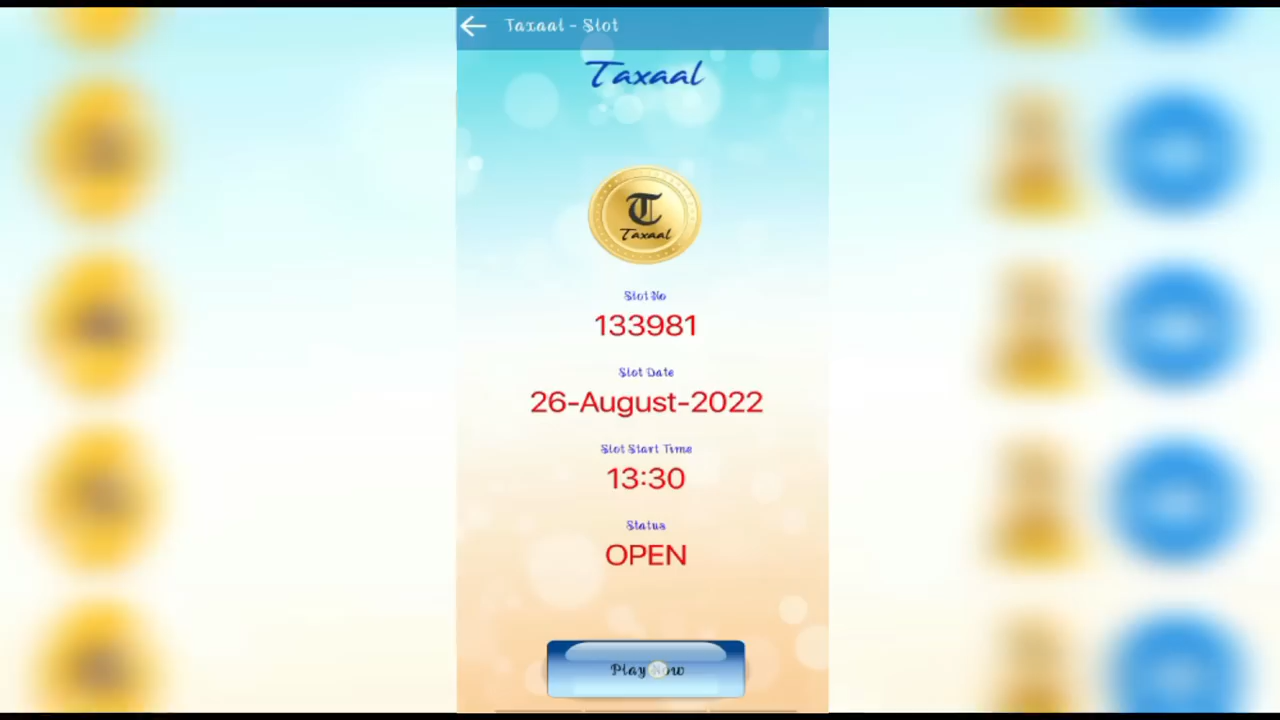 Taxaal - Slot
Taxaal
T
Taxaal
Slot No
133981
Slot Date
26-August-2022
Slot Start Time
13:30
Status
OPEN
Play Now